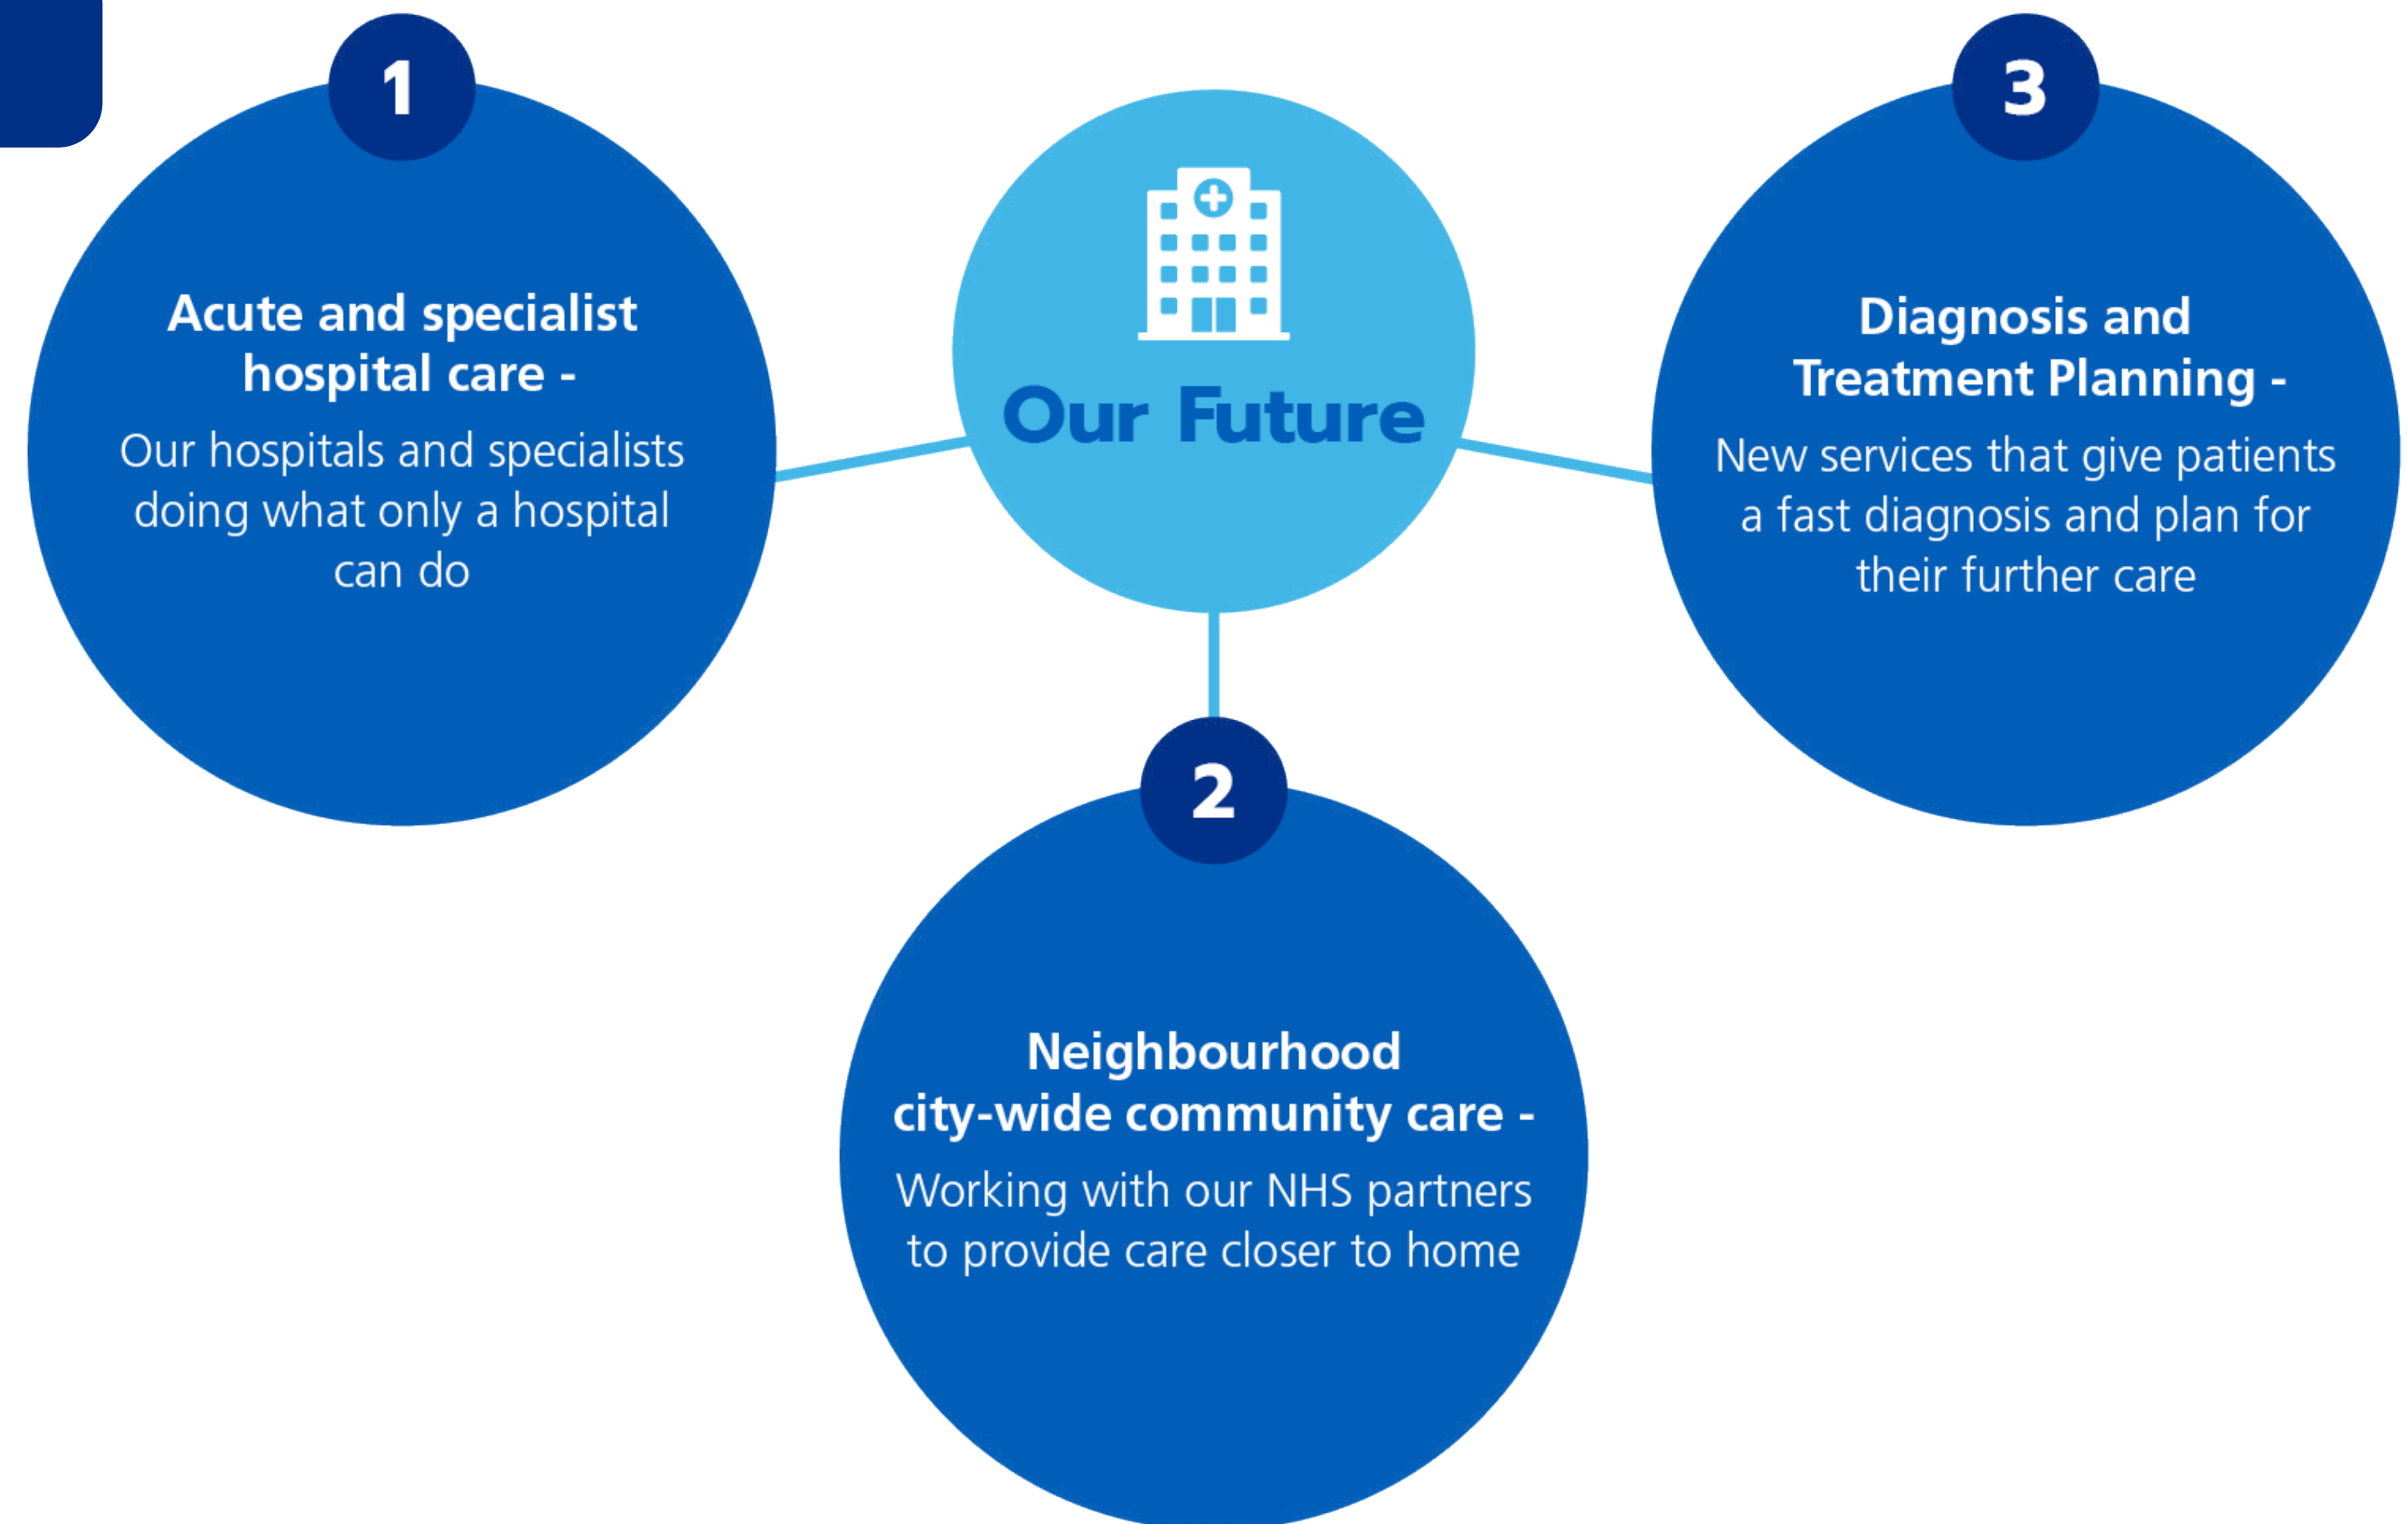 1
Acute and specialist
hospital care -
Our hospitals and specialists
doing what only a hospital
can do
Our Future
2
Neighbourhood
city-wide community care -
Working with our NHS partners
to provide care closer to home
3
Diagnosis and
Treatment Planning -
New services that give patients
a fast diagnosis and plan for
their further care